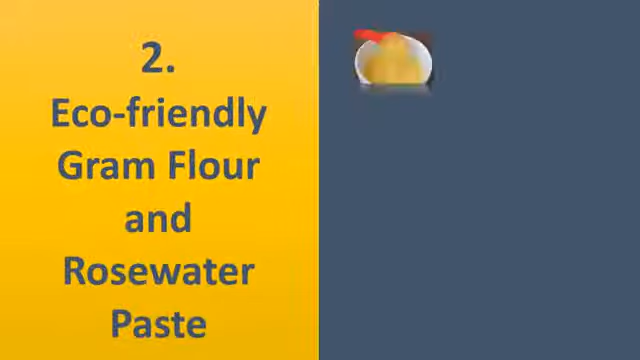 2.
Eco-friendly
Gram Flour
and
Rosewater
Paste